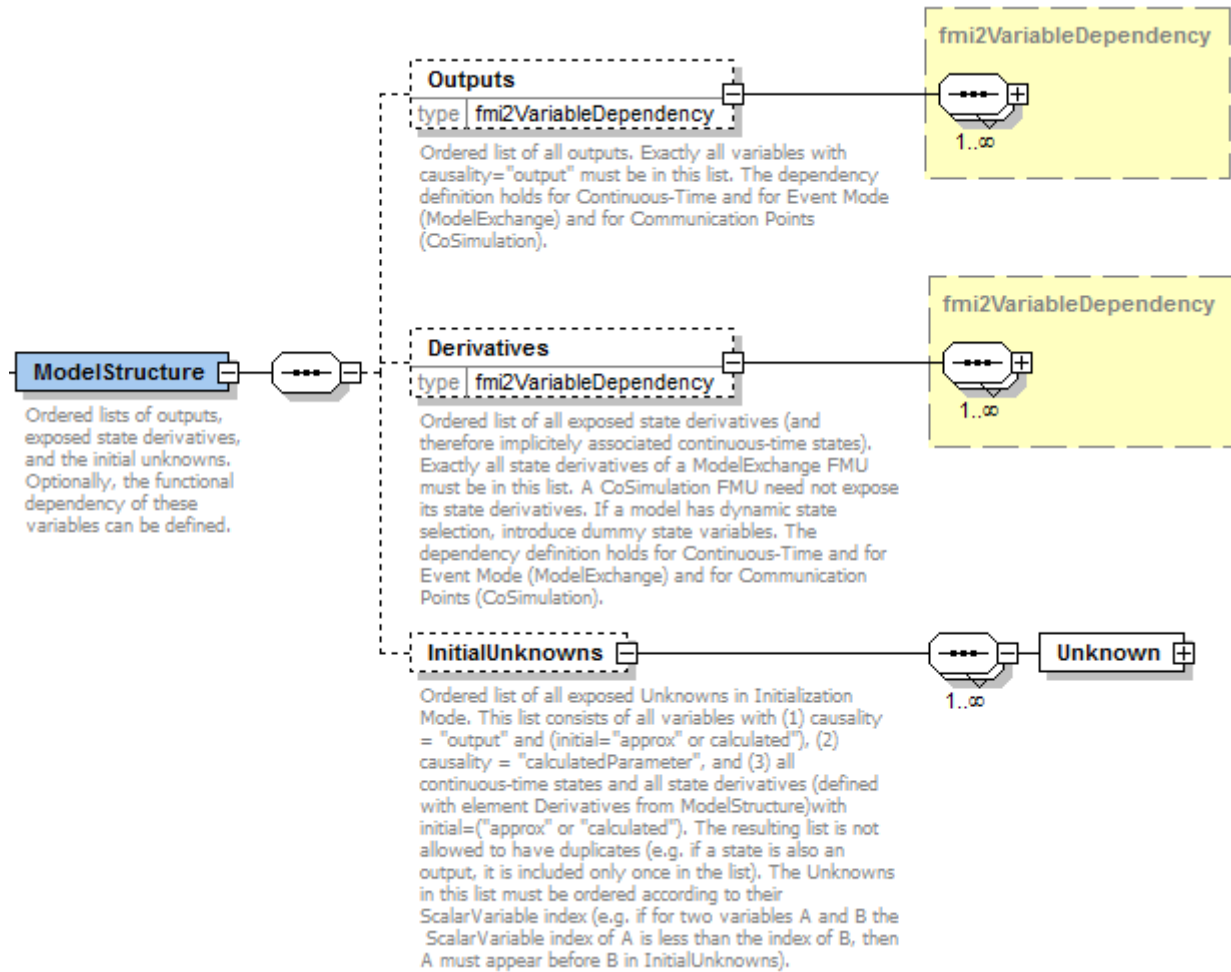 fmi2VariableDependency
Outputs
type fmi2VariableDependency
1..∞
Ordered list of all outputs. Exactly all variables with
causality="output" must be in this list. The dependency
definition holds for Continuous-Time and for Event Mode
(ModelExchange) and for Communication Points
(CoSimulation).
fmi2VariableDependency
Derivatives
type fmi2VariableDependency
1..∞
ModelStructure
Ordered lists of outputs,
exposed state derivatives,
and the initial unknowns.
Optionally, the functional
dependency of these
variables can be defined.
Ordered list of all exposed state derivatives (and
therefore implicitely associated continuous-time states).
Exactly all state derivatives of a ModelExchange FMU
must be in this list. A CoSimulation FMU need not expose
its state derivatives. If a model has dynamic state
selection, introduce dummy state variables. The
dependency definition holds for Continuous-Time and for
Event Mode (ModelExchange) and for Communication
Points (CoSimulation).
InitialUnknowns
Unknown
1..∞
Ordered list of all exposed Unknowns in Initialization
Mode. This list consists of all variables with (1) causality
= "output" and (initial="approx" or calculated"), (2)
causality = "calculatedParameter", and (3) all
continuous-time states and all state derivatives (defined
with element Derivatives from ModelStructure)with
initial=("approx" or "calculated"). The resulting list is not
allowed to have duplicates (e.g. if a state is also an
output, it is included only once in the list). The Unknowns
in this list must be ordered according to their
ScalarVariable index (e.g. if for two variables A and B the
ScalarVariable index of A is less than the index of B, then
A must appear before B in InitialUnknowns).